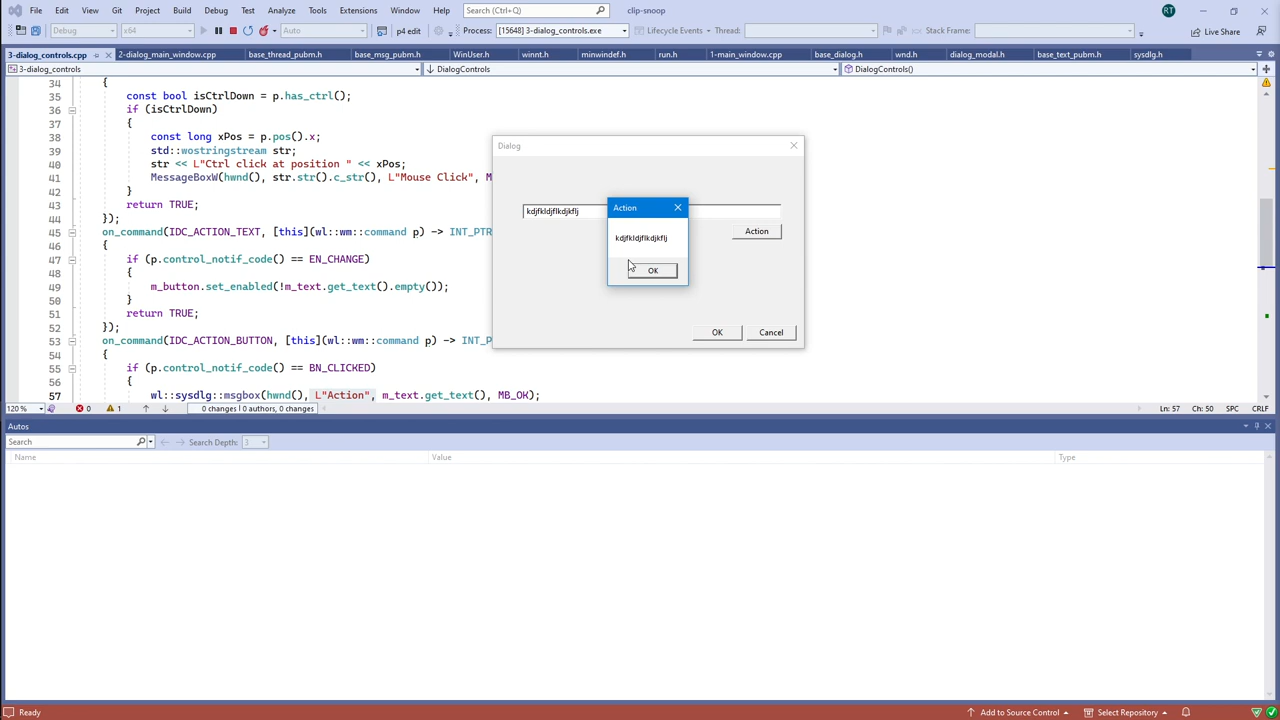 File Edit View Git Project Build Debug Test Analyze Tools Extensions Window Help Search (Ctrl+Q) clip-snoop RT
Debug x64 Auto p4 edit Process: [15648] 3-dialog_controls.exe Lifecycle Events Thread: Stack Frame: Live Share
3-dialog_controls.cpp 2-dialog_main_window.cpp base_thread_pubm.h base_msg_pubm.h WinUser.h winnt.h minwindef.h run.h 1-main_window.cpp base_dialog.h wnd.h dialog_modal.h base_text_pubm.h sysdlg.h
3-dialog_controls DialogControls DialogControls()
34 {
35 const bool isCtrlDown = p.has_ctrl();
36 if (isCtrlDown)
37 {
38 const long xPos = p.pos().x;
39 std::wostringstream str;
40 str << L"Ctrl click at position " << xPos;
41 MessageBoxW(hwnd(), str.str().c_str(), L"Mouse Click", M
42 }
43 return TRUE;
44 });
45 on_command(IDC_ACTION_TEXT, [this](wl::wm::command p) -> INT_PTR
46 {
47 if (p.control_notif_code() == EN_CHANGE)
48 {
49 m_button.set_enabled(!m_text.get_text().empty());
50 }
51 return TRUE;
52 });
53 on_command(IDC_ACTION_BUTTON, [this](wl::wm::command p) -> INT_P
54 {
55 if (p.control_notif_code() == BN_CLICKED)
56 {
57 wl::sysdlg::msgbox(hwnd(), L"Action", m_text.get_text(), MB_OK);
Dialog
kdjfkldjflkdjkflj
Action
OK Cancel
Action
kdjfkldjflkdjkflj
OK
120 % 0 1 0 changes | 0 authors, 0 changes Ln: 57 Ch: 50 SPC CRLF
Autos
Search Search Depth: 3
Name Value Type
Ready Add to Source Control Select Repository